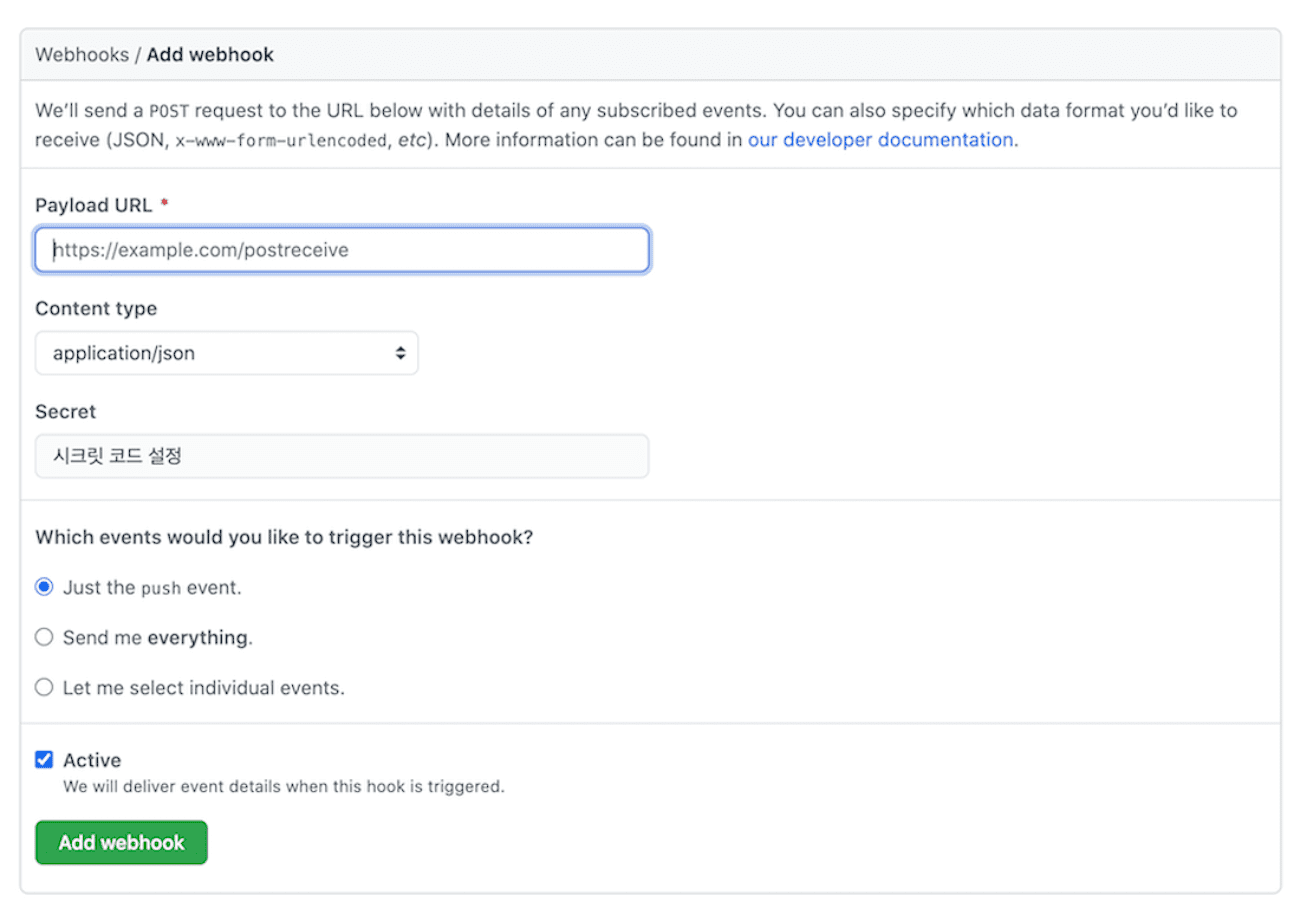 Webhooks / Add webhook
We’ll send a POST request to the URL below with details of any subscribed events. You can also specify which data format you’d like to
receive (JSON, x-www-form-urlencoded, etc). More information can be found in our developer documentation.
Payload URL *
https://example.com/postreceive
Content type
application/json
Secret
시크릿 코드 설정
Which events would you like to trigger this webhook?
Just the push event.
Send me everything.
Let me select individual events.
Active
We will deliver event details when this hook is triggered.
Add webhook